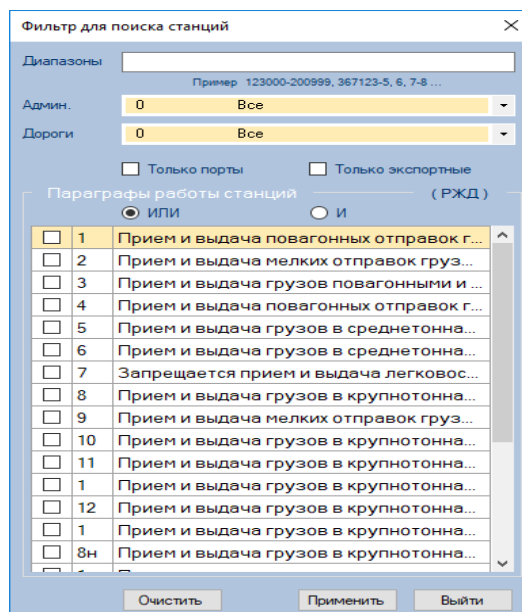 Фильтр для поиска станций
Диапазоны
Пример 123000-200999, 367123-5, 6, 7-8 ...
Админ. 0 Все
Дороги 0 Все
Только порты Только экспортные
Параграфы работы станций ( РЖД )
ИЛИ И
1 Прием и выдача повагонных отправок г...
2 Прием и выдача мелких отправок груз...
3 Прием и выдача грузов повагонными и ...
4 Прием и выдача повагонных отправок г...
5 Прием и выдача грузов в среднетонна...
6 Прием и выдача грузов в среднетонна...
7 Запрещается прием и выдача легковос...
8 Прием и выдача грузов в крупнотонна...
9 Прием и выдача мелких отправок груз...
10 Прием и выдача грузов в крупнотонна...
11 Прием и выдача грузов в крупнотонна...
1 Прием и выдача грузов в крупнотонна...
12 Прием и выдача грузов в крупнотонна...
1 Прием и выдача грузов в крупнотонна...
8н Прием и выдача грузов в крупнотонна...
Очистить Применить Выйти